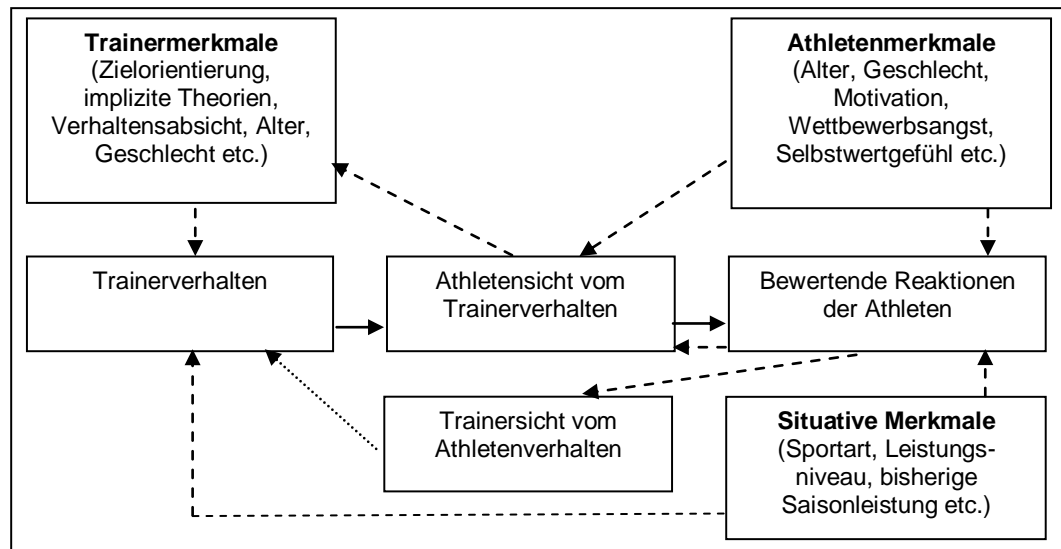 Trainermerkmale
(Zielorientierung,
implizite Theorien,
Verhaltensabsicht, Alter,
Geschlecht etc.)
Athletenmerkmale
(Alter, Geschlecht,
Motivation,
Wettbewerbsangst,
Selbstwertgefühl etc.)
Trainerverhalten
Athletensicht vom
Trainerverhalten
Bewertende Reaktionen
der Athleten
Trainersicht vom
Athletenverhalten
Situative Merkmale
(Sportart, Leistungs-
niveau, bisherige
Saisonleistung etc.)